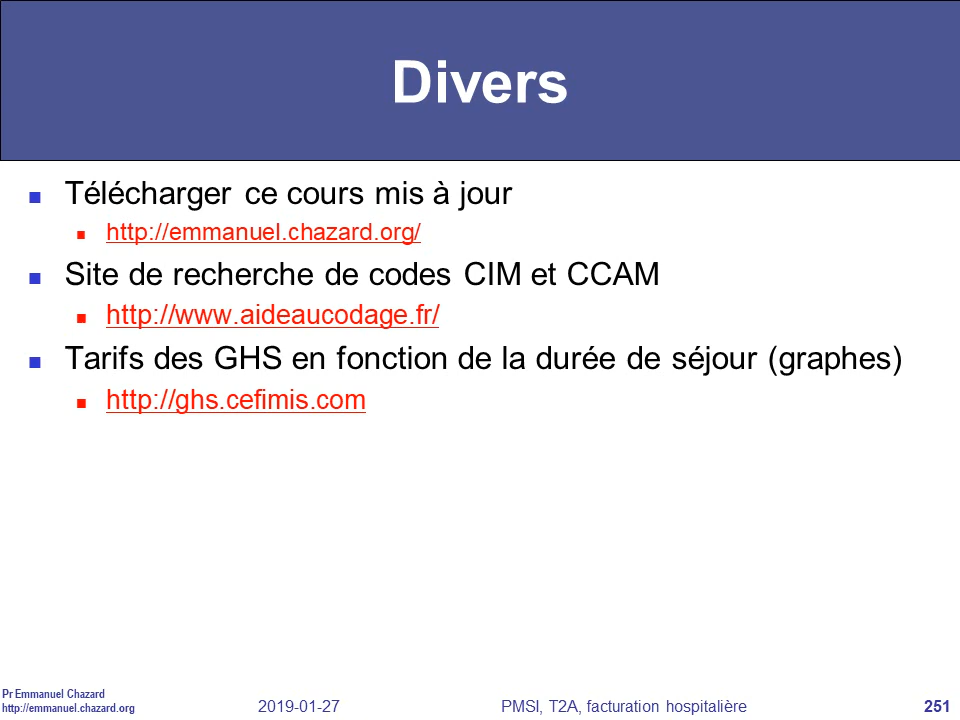 Divers
Télécharger ce cours mis à jour
http://emmanuel.chazard.org/
Site de recherche de codes CIM et CCAM
http://www.aideaucodage.fr/
Tarifs des GHS en fonction de la durée de séjour (graphes)
http://ghs.cefimis.com
Pr Emmanuel Chazard
http://emmanuel.chazard.org
2019-01-27
PMSI, T2A, facturation hospitalière
251